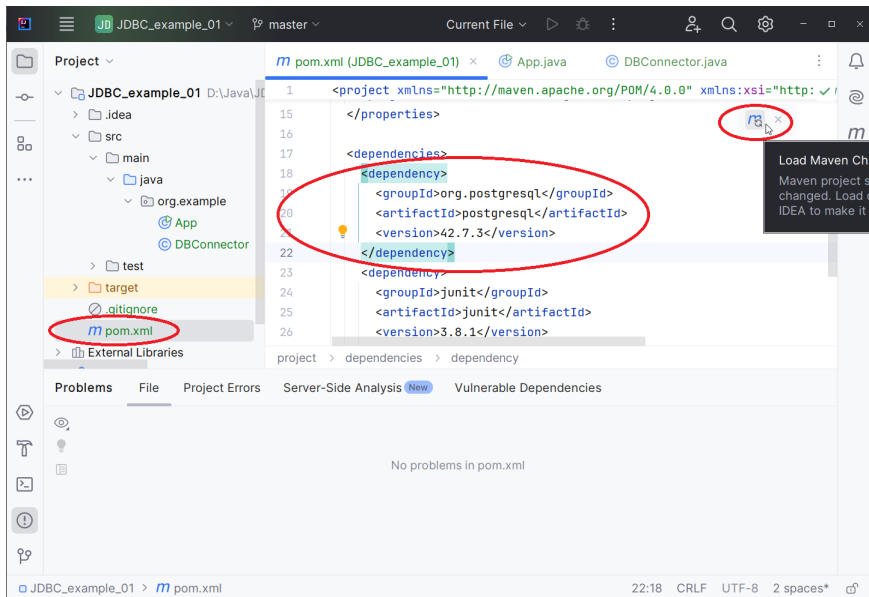 JD JDBC_example_01 master Current File
Project
JDBC_example_01 D:\Java\JD
.idea
src
main
java
org.example
App
DBConnector
test
target
.gitignore
m pom.xml
External Libraries
m pom.xml (JDBC_example_01) × App.java DBConnector.java
1 <project xmlns="http://maven.apache.org/POM/4.0.0" xmlns:xsi="http:
15 </properties>
16
17 <dependencies>
18 <dependency>
19 <groupId>org.postgresql</groupId>
20 <artifactId>postgresql</artifactId>
21 <version>42.7.3</version>
22 </dependency>
23 <dependency>
24 <groupId>junit</groupId>
25 <artifactId>junit</artifactId>
26 <version>3.8.1</version>
Load Maven Ch
Maven project s
changed. Load
IDEA to make it
project > dependencies > dependency
Problems File Project Errors Server-Side Analysis New Vulnerable Dependencies
No problems in pom.xml
JDBC_example_01 > m pom.xml 22:18 CRLF UTF-8 2 spaces*